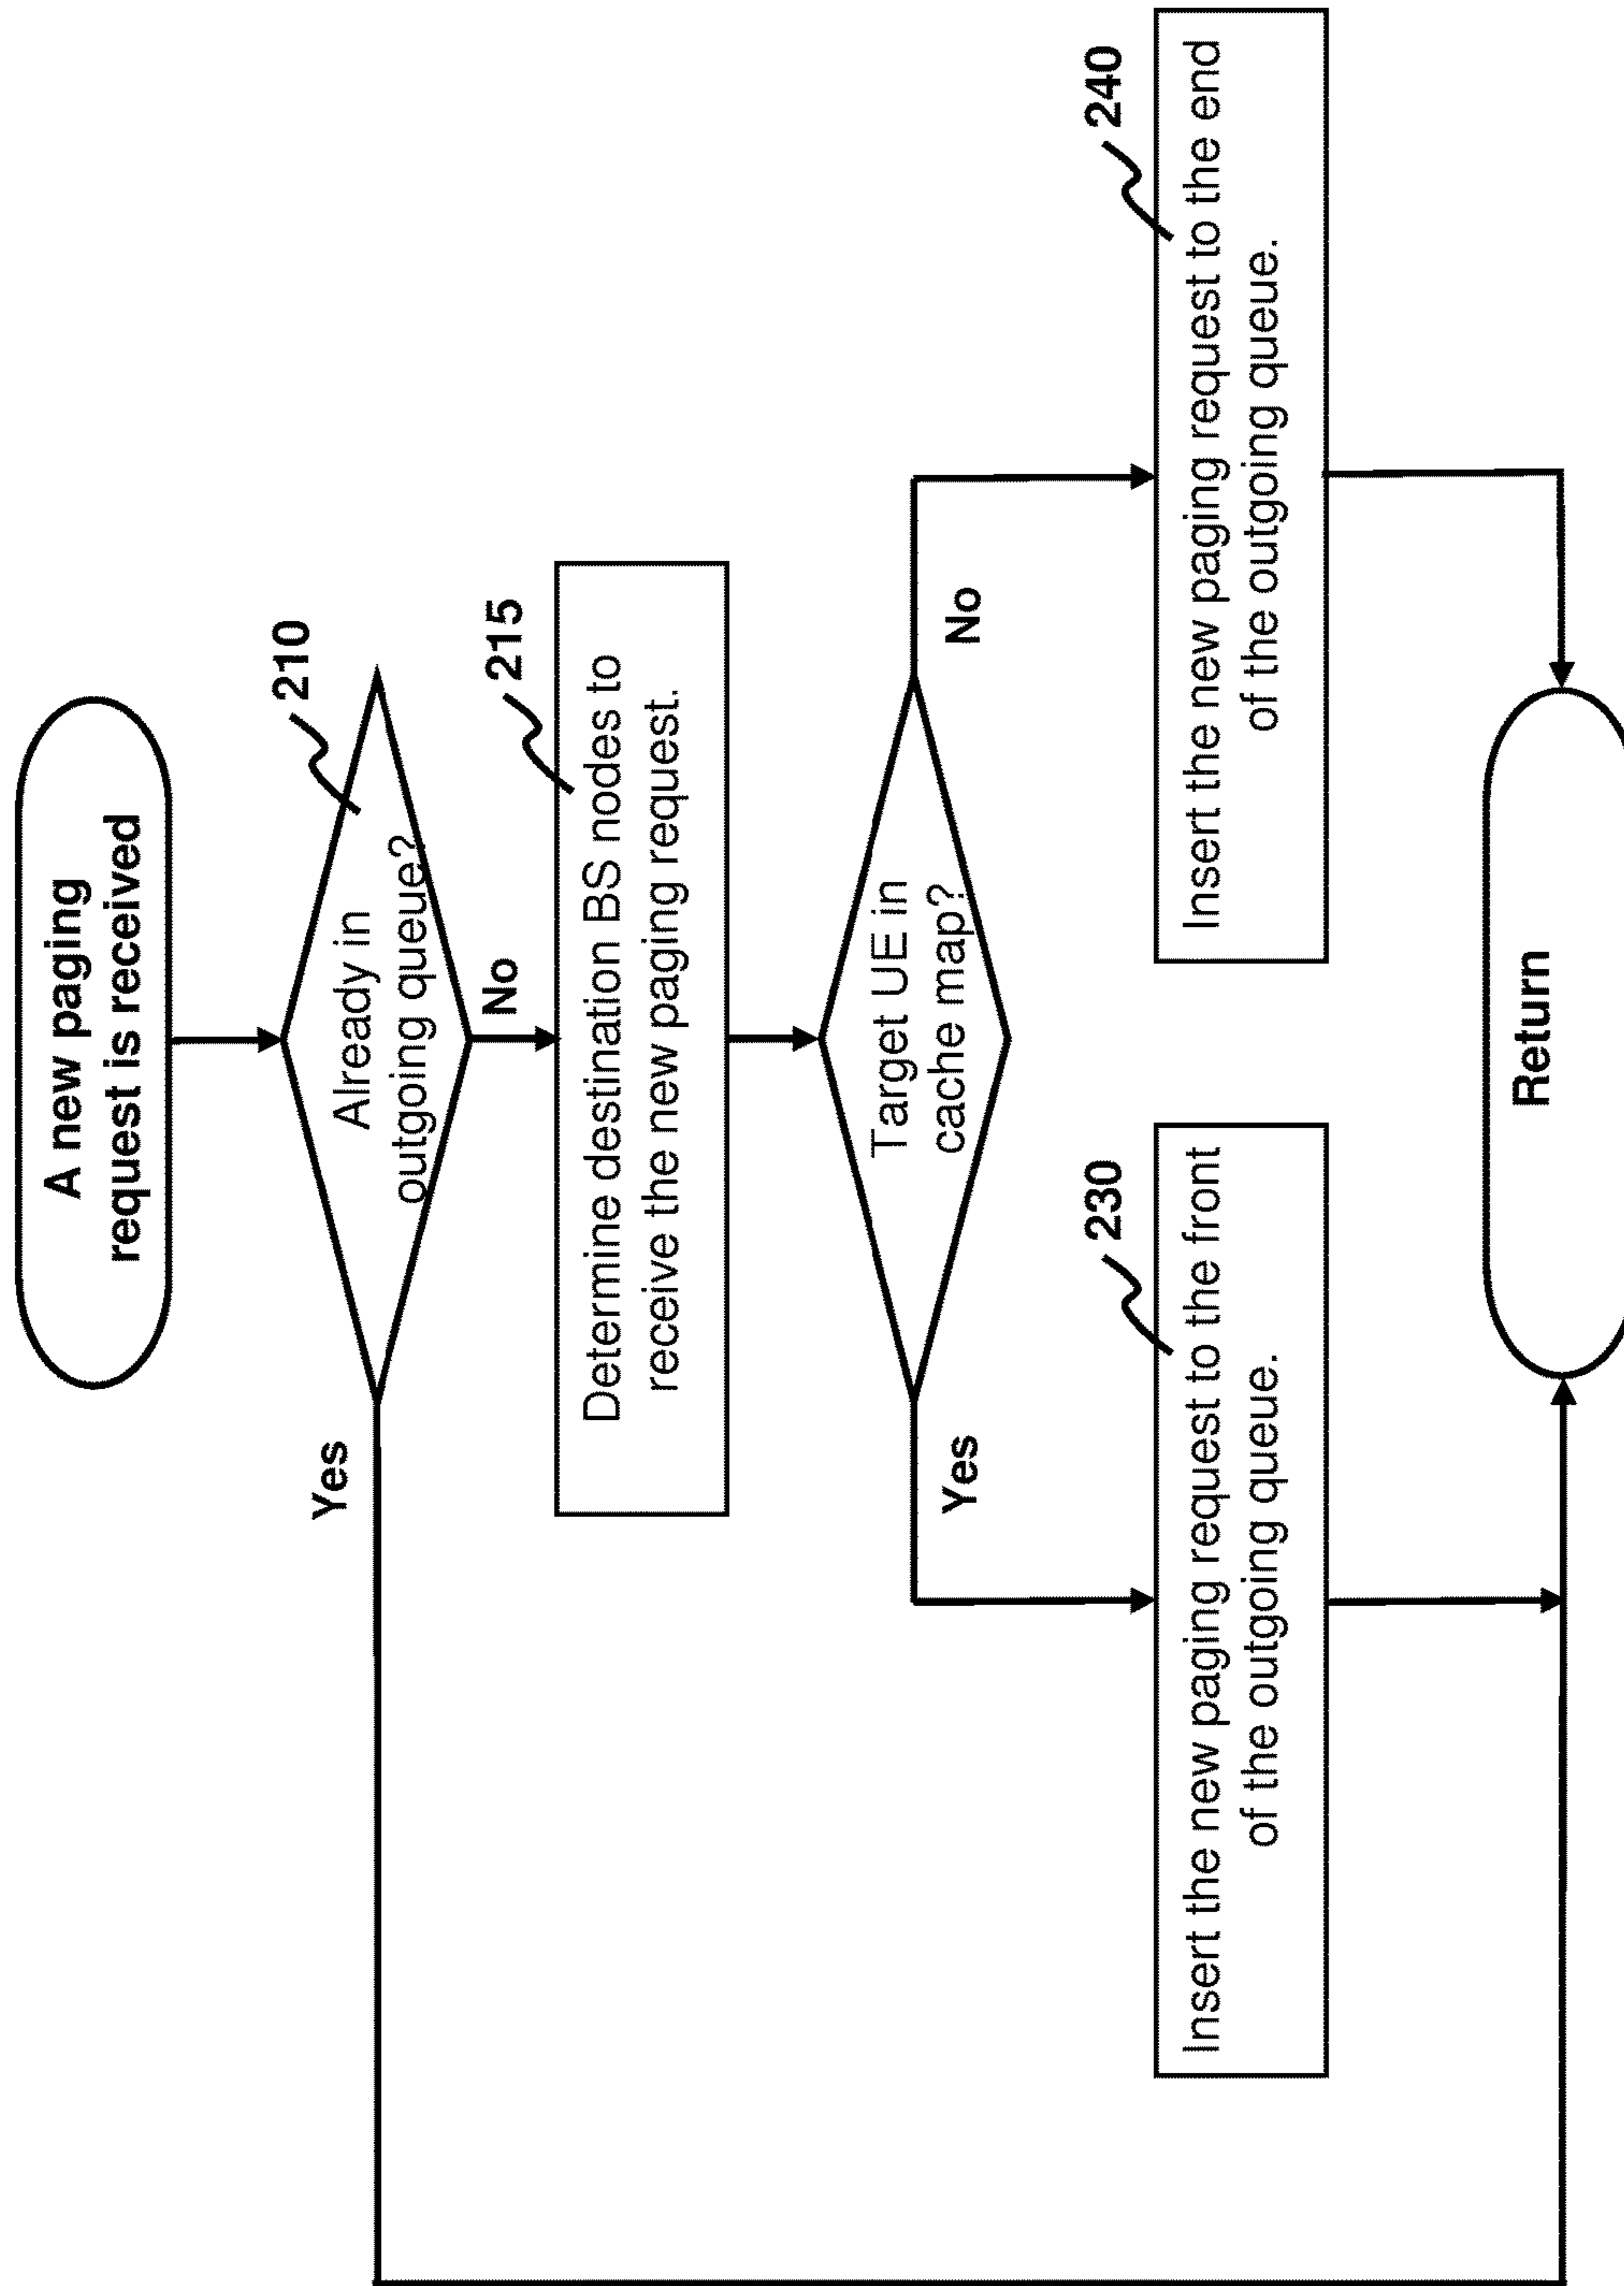 A new paging
request is received
210
Already in
outgoing queue?
Yes
No
215
Determine destination BS nodes to
receive the new paging request.
Target UE in
cache map?
Yes
No
230
Insert the new paging request to the front
of the outgoing queue.
240
Insert the new paging request to the end
of the outgoing queue.
Return